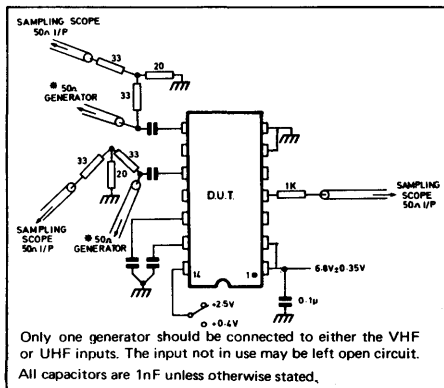 SAMPLING SCOPE
50Ω I/P
33
20
33
* 50Ω
GENERATOR
33
33
20
D.U.T.
1K
SAMPLING
SCOPE
50Ω I/P
SAMPLING
SCOPE
50Ω I/P
* 50Ω
GENERATOR
14
1
6.8V±0.35V
0.1µ
+2.5V
+0.4V
Only one generator should be connected to either the VHF
or UHF inputs. The input not in use may be left open circuit.
All capacitors are 1nF unless otherwise stated.